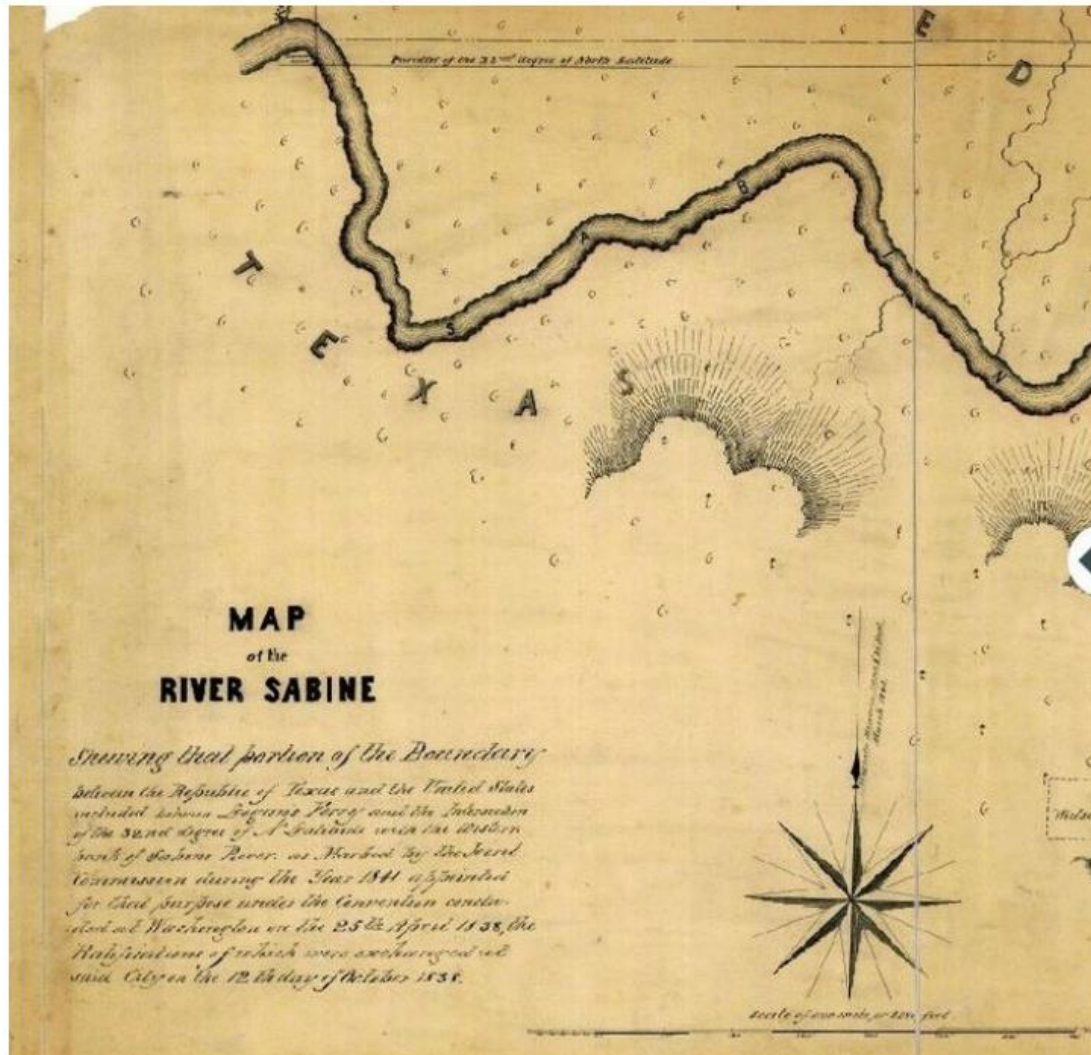 Parallel of the 32nd degree of North Latitude
E
D
S A B I N
T E X A S
MAP
of the
RIVER SABINE
Shewing that portion of the Boundary
between the Republic of Texas and the United States
included between Logan's Ferry and the Intersection
of the 32nd degree of N. Latitude with the Western
bank of Sabine River. as Marked by the Joint
Commission during the Year 1841 appointed
for that purpose under the Convention conclu-
ded at Washington on the 25th April 1838, the
Ratifications of which were exchanged at
said City on the 12th day of October 1838.
March
Scale of one mile, or feet.